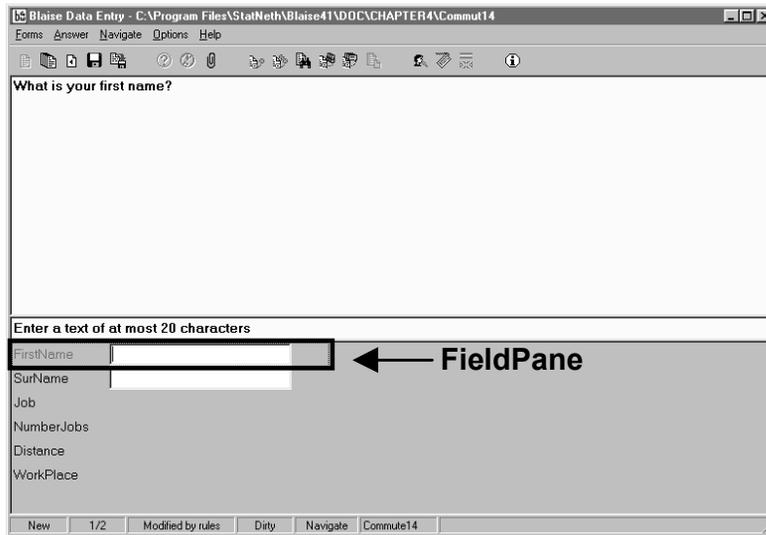 Blaise Data Entry - C:\Program Files\StatNeth\Blaise41\DOC\CHAPTER4\Commut14
Forms Answer Navigate Options Help
What is your first name?
Enter a text of at most 20 characters
FirstName
FieldPane
SurName
Job
NumberJobs
Distance
WorkPlace
New 1/2 Modified by rules Dirty Navigate Commute14